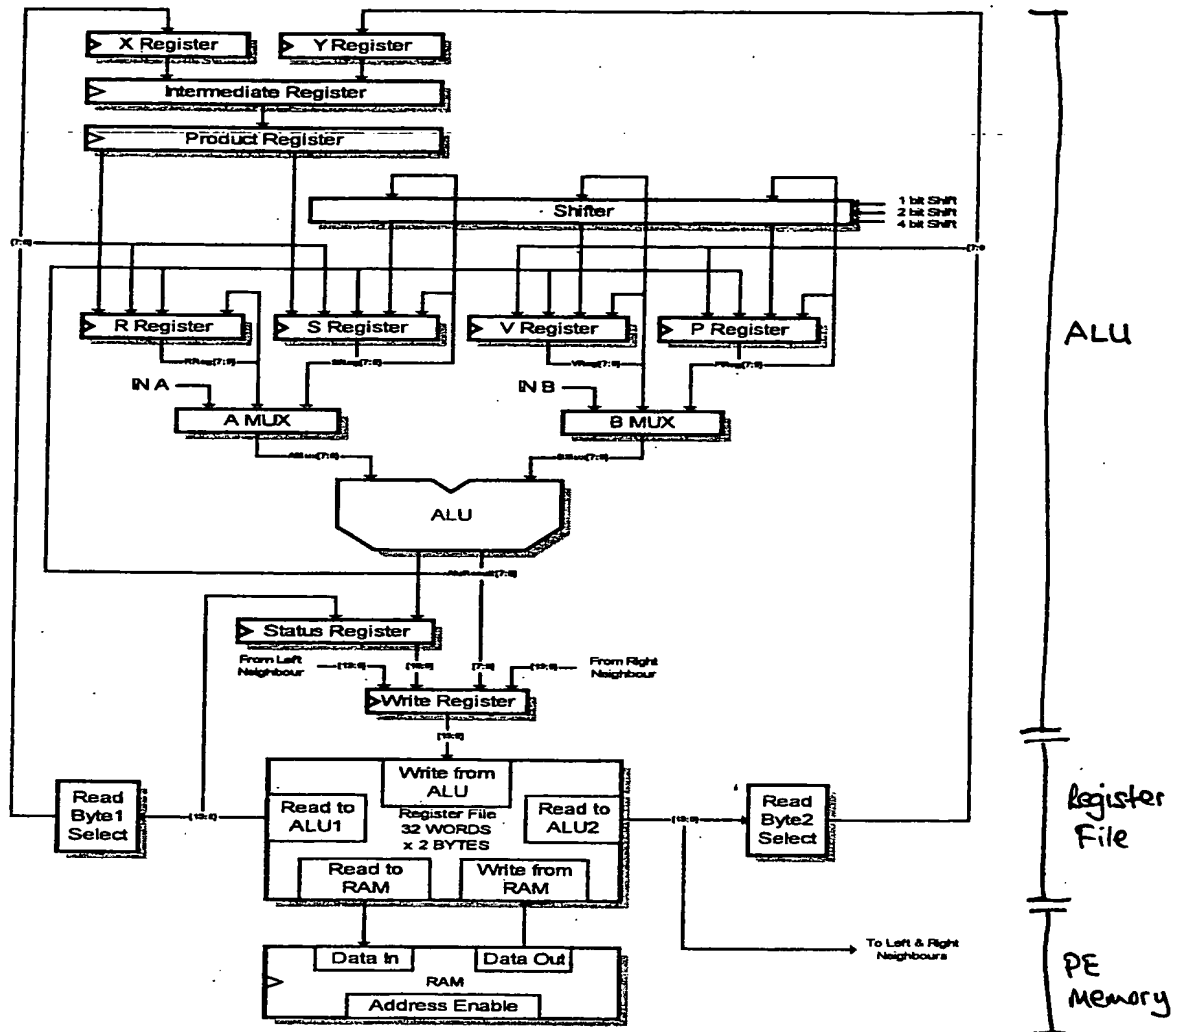 X Register
Y Register
Intermediate Register
Product Register
Shifter
1 bit Shift
2 bit Shift
4 bit Shift
R Register
S Register
V Register
P Register
IN A
IN B
A MUX
B MUX
ALU
ALU
Status Register
From Left
Neighbour
From Right
Neighbour
Write Register
Write from
ALU
Read
Byte1
Select
Read to
ALU1
Register File
32 WORDS
x 2 BYTES
Read to
ALU2
Read
Byte2
Select
Register
File
Read to
RAM
Write from
RAM
To Left & Right
Neighbours
Data In
Data Out
RAM
Address Enable
PE
Memory